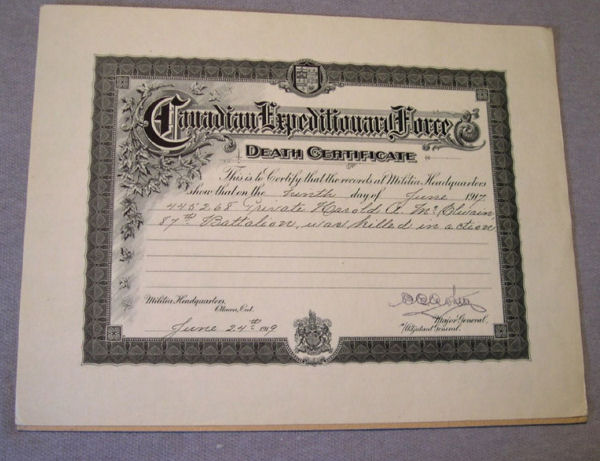 Canadian Expeditionary Force
DEATH CERTIFICATE
OF
This is to Certify that the records at Militia Headquarters
show that on the Ninth day of June 1917
445268 Private Harold A. McElwain
87th Battalion, was killed in action
Militia Headquarters,
Ottawa, Ont.
June 24th 1919
Major General,
Adjutant General.